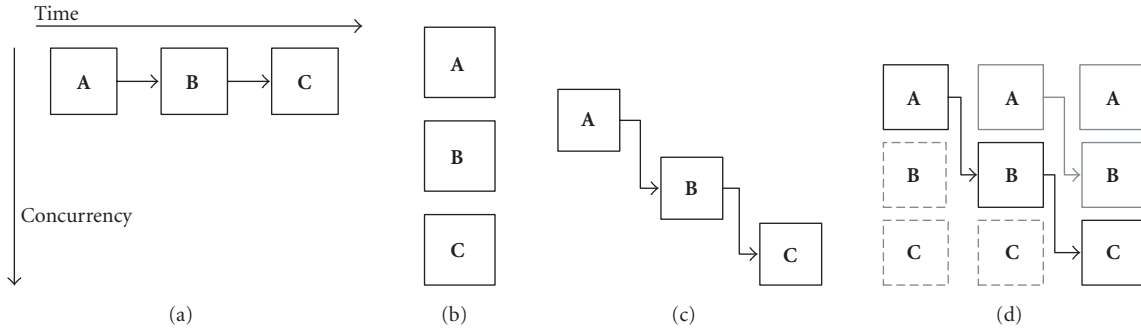 Time
A B C
Concurrency
(a)
A
B
C
(b)
A
B
C
(c)
A A A
B B B
C C C
(d)